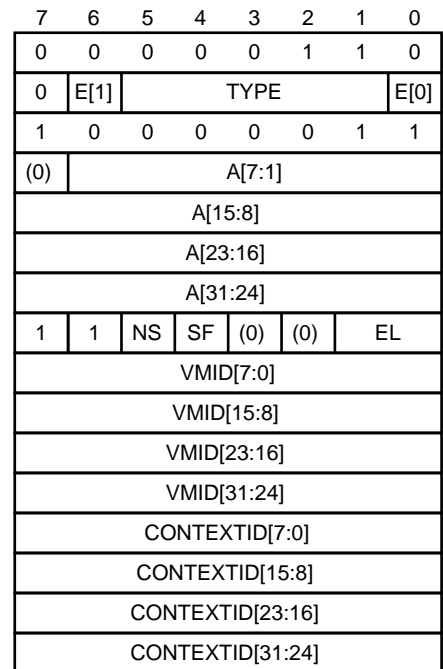 7 6 5 4 3 2 1 0
0 0 0 0 0 1 1 0
0 E[1] TYPE E[0]
1 0 0 0 0 0 1 1
(0) A[7:1]
A[15:8]
A[23:16]
A[31:24]
1 1 NS SF (0) (0) EL
VMID[7:0]
VMID[15:8]
VMID[23:16]
VMID[31:24]
CONTEXTID[7:0]
CONTEXTID[15:8]
CONTEXTID[23:16]
CONTEXTID[31:24]